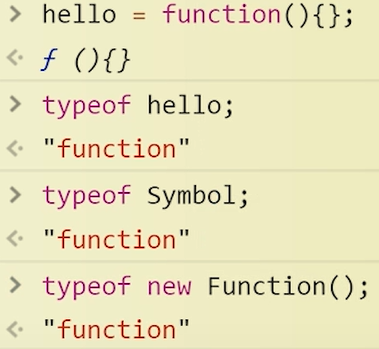 > hello = function(){};
<· ƒ (){}
> typeof hello;
<· "function"
> typeof Symbol;
<· "function"
> typeof new Function();
<· "function"